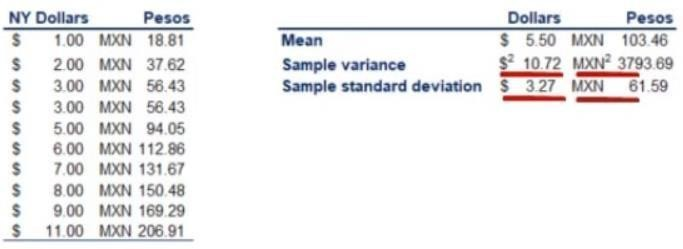 NY Dollars Pesos
$ 1.00 MXN 18.81
$ 2.00 MXN 37.62
$ 3.00 MXN 56.43
$ 3.00 MXN 56.43
$ 5.00 MXN 94.05
$ 6.00 MXN 112.86
$ 7.00 MXN 131.67
$ 8.00 MXN 150.48
$ 9.00 MXN 169.29
$ 11.00 MXN 206.91
Dollars Pesos
Mean $ 5.50 MXN 103.46
Sample variance $² 10.72 MXN² 3793.69
Sample standard deviation $ 3.27 MXN 61.59